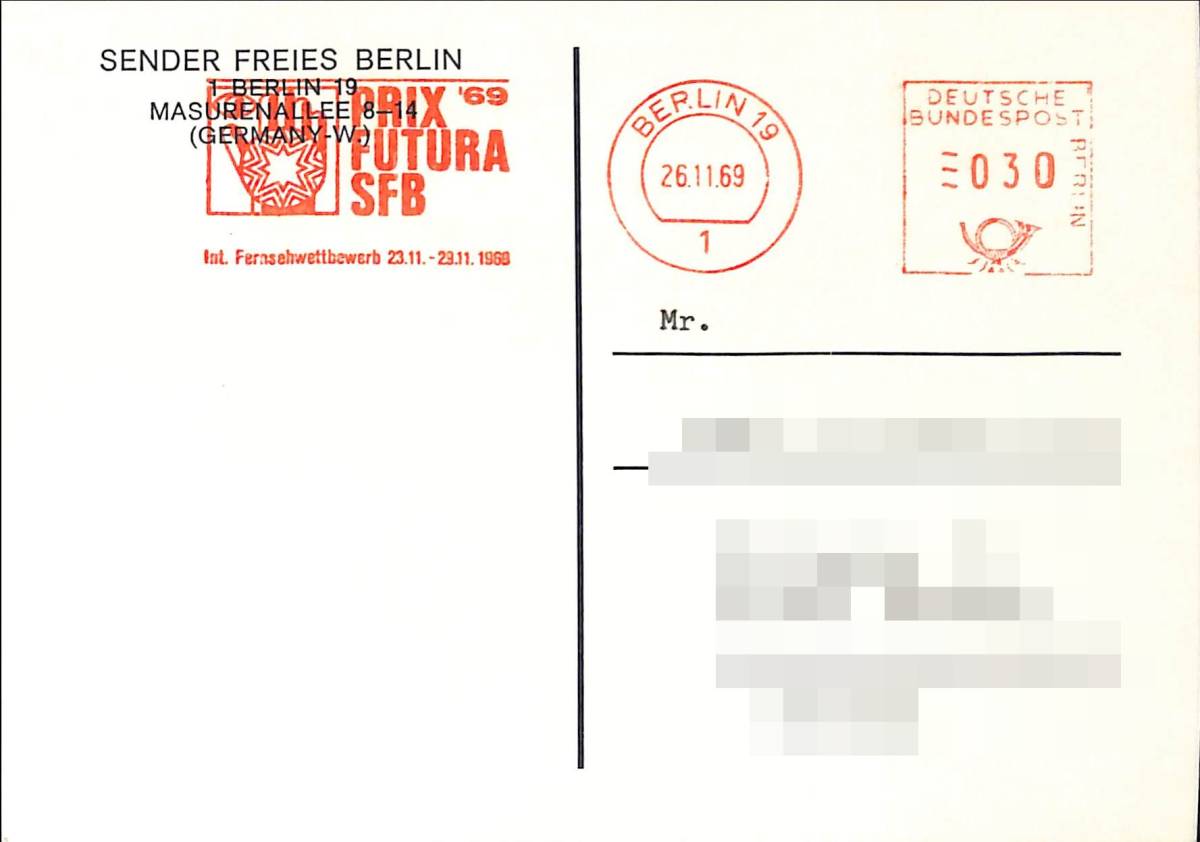 SENDER FREIES BERLIN
1 BERLIN 19
MASURENALLEE 8–14
(GERMANY-W.)
PRIX '69
FUTURA
SFB
Int. Fernsehwettbewerb 23.11.-29.11.1969
BERLIN 19
26.11.69
1
DEUTSCHE
BUNDESPOST
BERLIN
030
Mr.